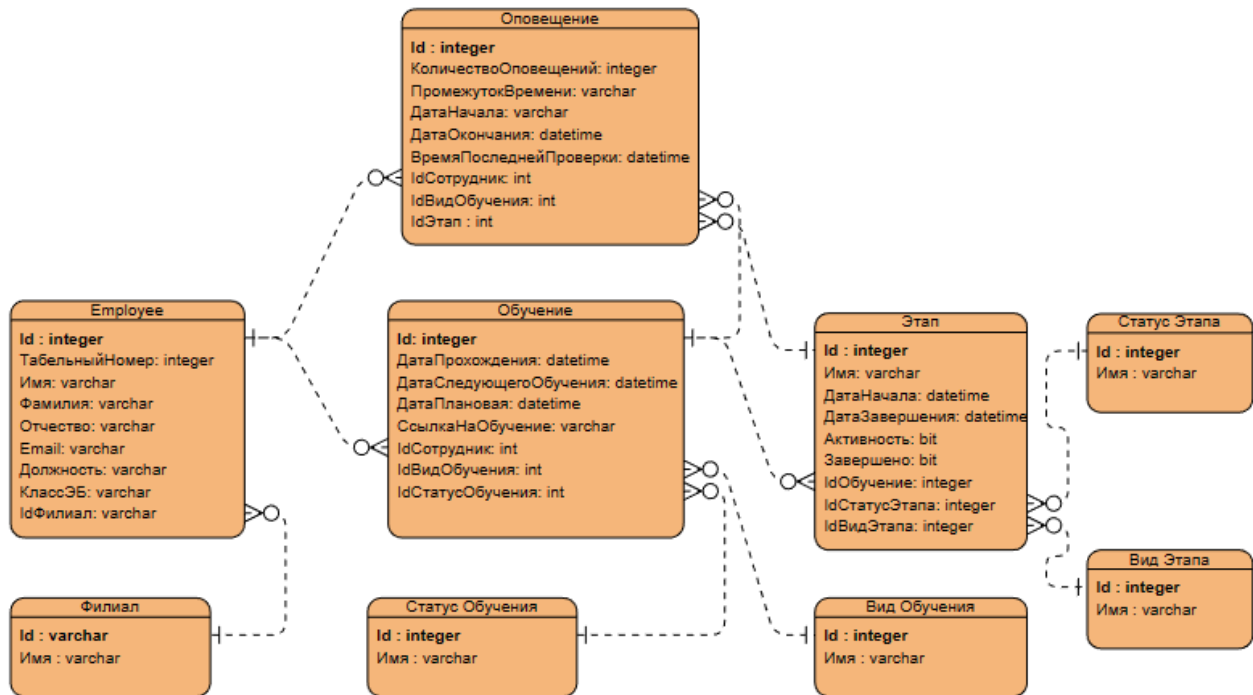 Оповещение
Id : integer
КоличествоОповещений: integer
ПромежутокВремени: varchar
ДатаНачала: varchar
ДатаОкончания: datetime
ВремяПоследнейПроверки: datetime
IdСотрудник: int
IdВидОбучения: int
IdЭтап : int
Employee
Id : integer
ТабельныйНомер: integer
Имя: varchar
Фамилия: varchar
Отчество: varchar
Email: varchar
Должность: varchar
КлассЭБ: varchar
IdФилиал: varchar
Обучение
Id: integer
ДатаПрохождения: datetime
ДатаСледующегоОбучения: datetime
ДатаПлановая: datetime
СсылкаНаОбучение: varchar
IdСотрудник: int
IdВидОбучения: int
IdСтатусОбучения: int
Этап
Id : integer
Имя: varchar
ДатаНачала: datetime
ДатаЗавершения: datetime
Активность: bit
Завершено: bit
IdОбучение: integer
IdСтатусЭтапа: integer
IdВидЭтапа: integer
Статус Этапа
Id : integer
Имя : varchar
Вид Этапа
Id : integer
Имя : varchar
Филиал
Id : varchar
Имя : varchar
Статус Обучения
Id : integer
Имя : varchar
Вид Обучения
Id : integer
Имя : varchar